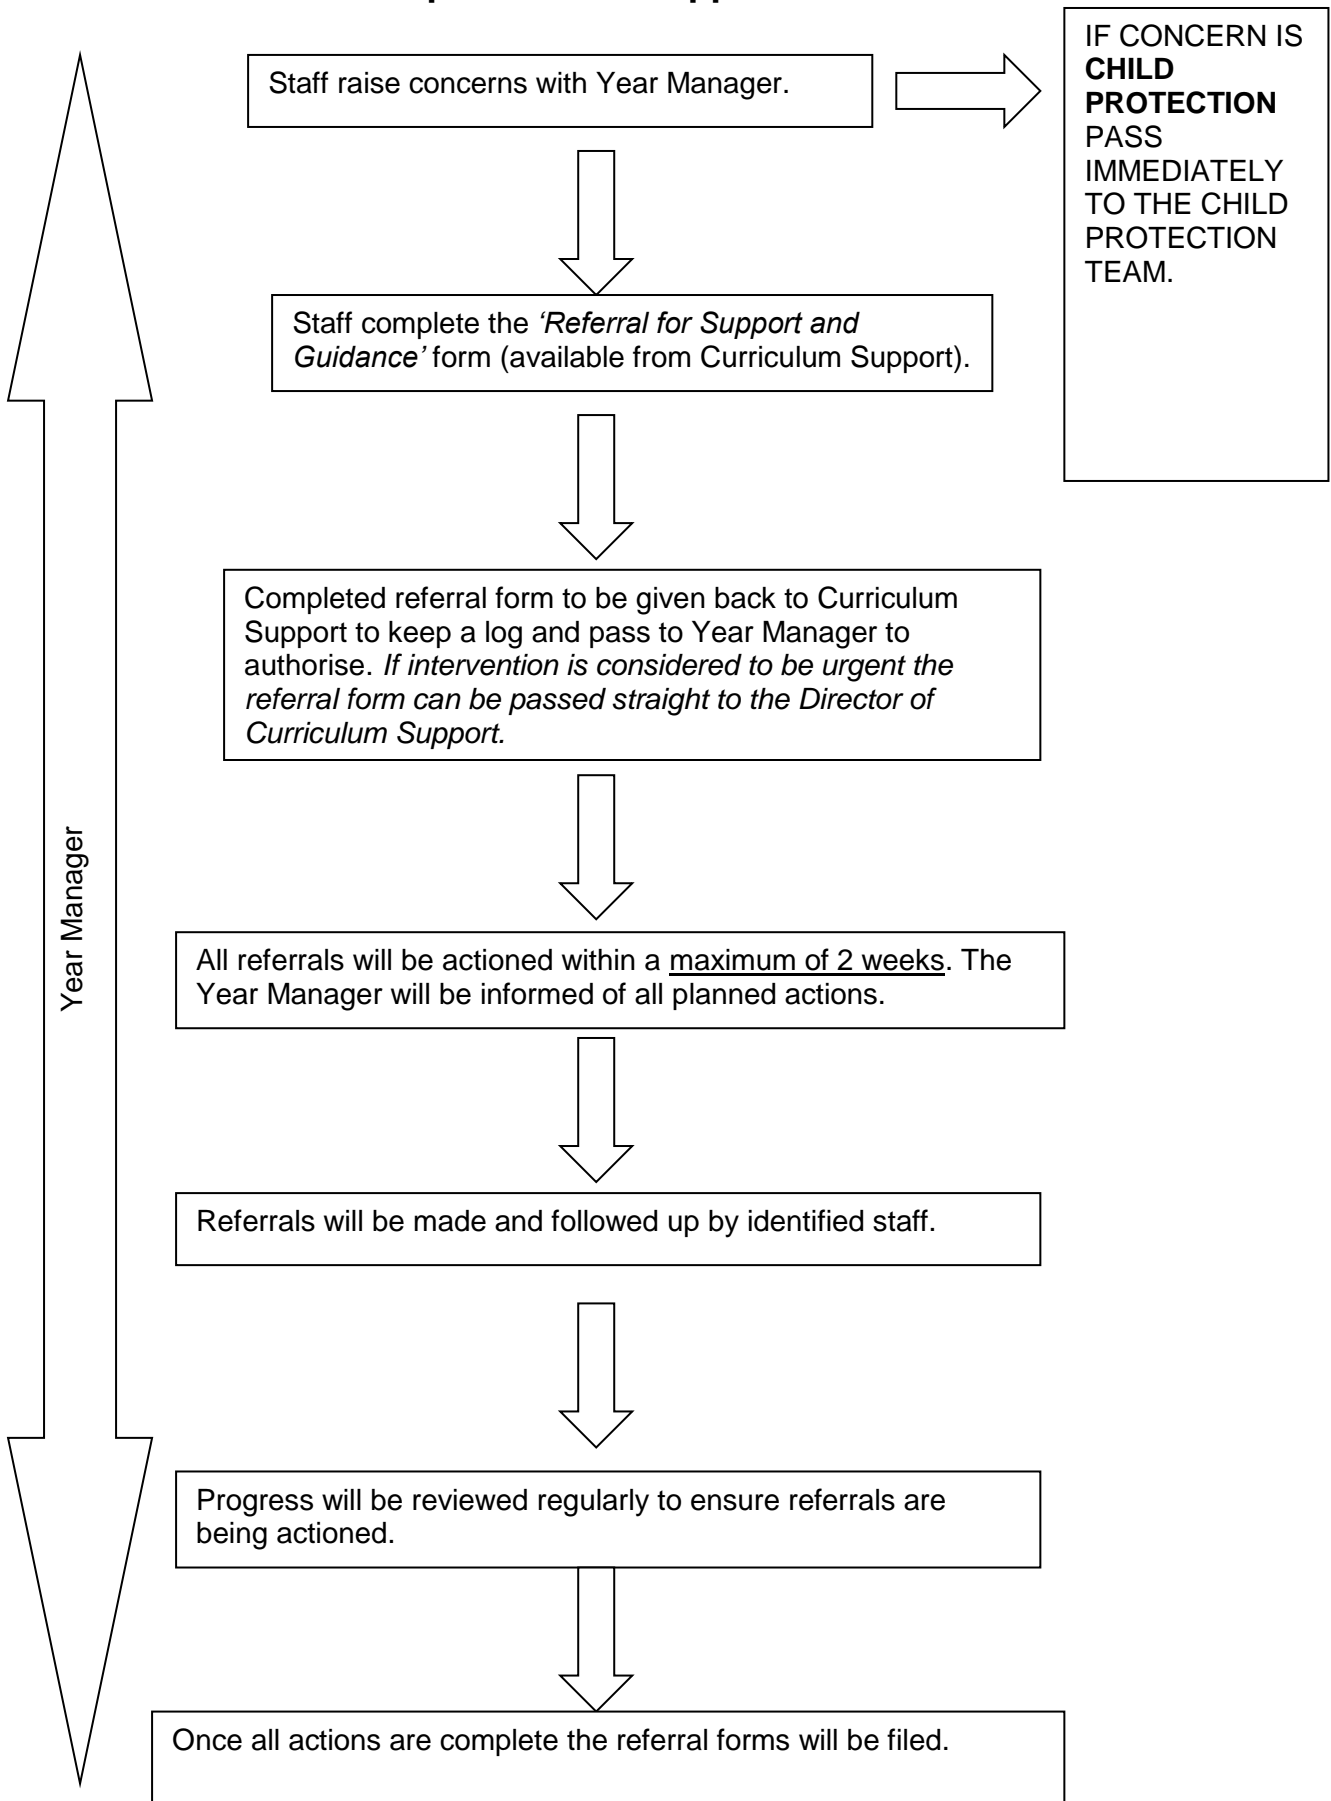 Staff raise concerns with Year Manager.
IF CONCERN IS
CHILD
PROTECTION
PASS
IMMEDIATELY
TO THE CHILD
PROTECTION
TEAM.
Staff complete the ‘Referral for Support and
Guidance’ form (available from Curriculum Support).
Completed referral form to be given back to Curriculum
Support to keep a log and pass to Year Manager to
authorise. If intervention is considered to be urgent the
referral form can be passed straight to the Director of
Curriculum Support.
Year Manager
All referrals will be actioned within a maximum of 2 weeks. The
Year Manager will be informed of all planned actions.
Referrals will be made and followed up by identified staff.
Progress will be reviewed regularly to ensure referrals are
being actioned.
Once all actions are complete the referral forms will be filed.